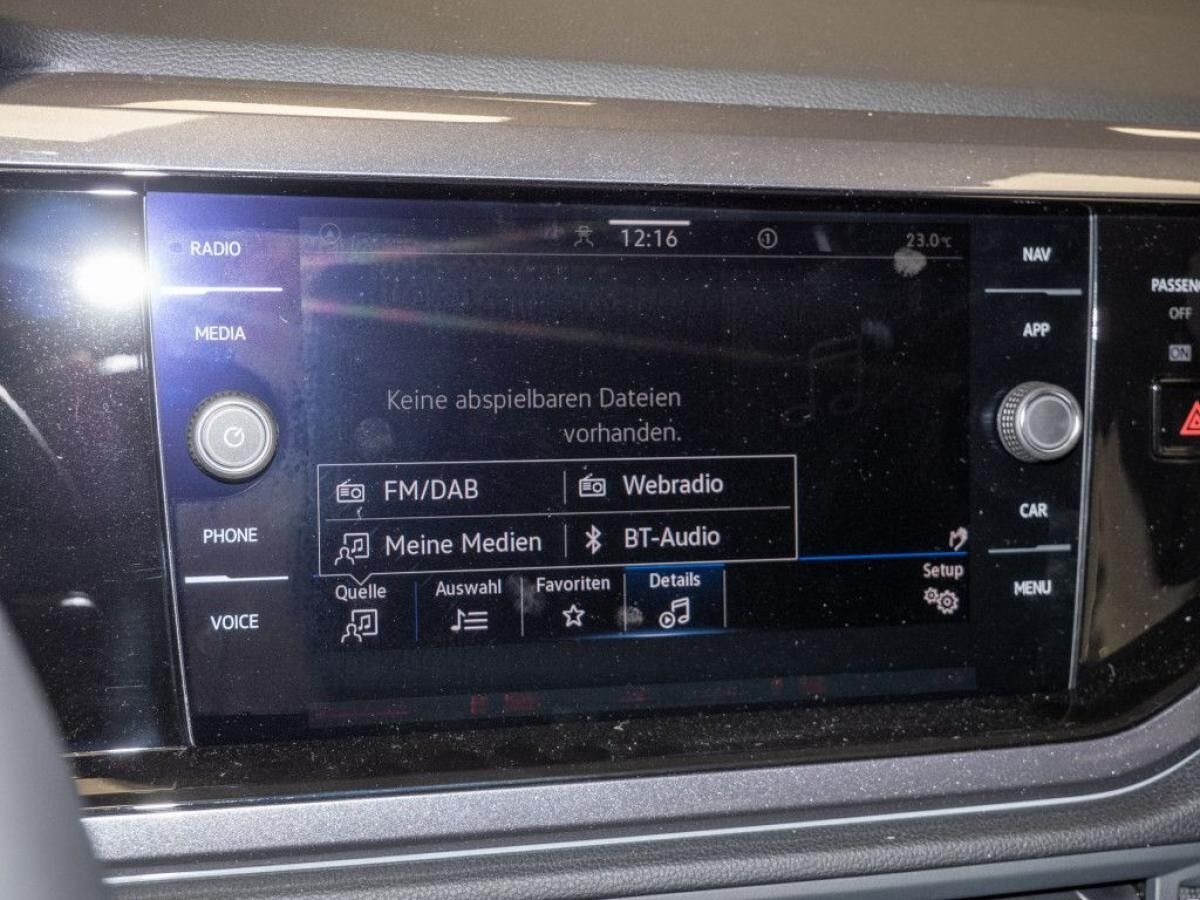 RADIO
12:16
1
23.0°C
NAV
MEDIA
APP
PASSENG
OFF
ON
Keine abspielbaren Dateien
vorhanden.
FM/DAB
Webradio
Meine Medien
BT-Audio
PHONE
CAR
Quelle
Auswahl
Favoriten
Details
Setup
VOICE
MENU